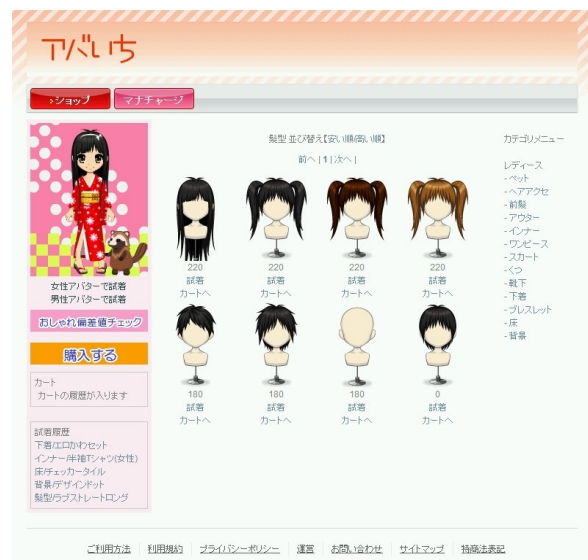 アバいち
›ショップ
マナチャージ
女性アバターで試着
男性アバターで試着
おしゃれ偏差値チェック
購入する
カート
カートの履歴が入ります
試着履歴
下着/エロかわセット
インナー/半袖Tシャツ(女性)
床/チェッカータイル
背景/デザインドット
髪型/ラブストレートロング
髪型 並び替え【安い順/高い順】
前へ | 1 | 次へ |
220 220 220 220
試着 試着 試着 試着
カートへ カートへ カートへ カートへ
180 180 180 0
試着 試着 試着 試着
カートへ カートへ カートへ カートへ
カテゴリメニュー
レディース
- ペット
- ヘアアクセ
- 前髪
- アウター
- インナー
- ワンピース
- スカート
- くつ
- 靴下
- 下着
- ブレスレット
- 床
- 背景
ご利用方法 利用規約 プライバシーポリシー 運営 お問い合わせ サイトマップ 特商法表記